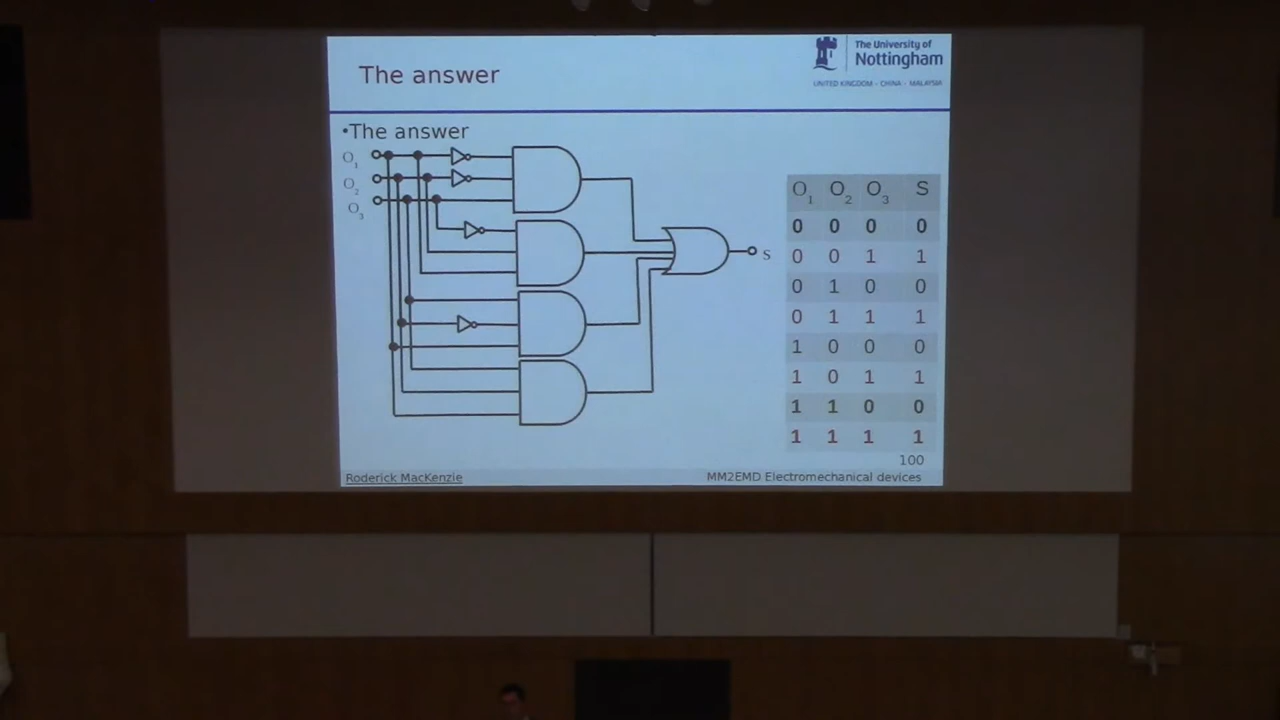 The University of
Nottingham
UNITED KINGDOM · CHINA · MALAYSIA
The answer
•The answer
O1
O2
O3
S
O1 O2 O3 S
0 0 0 0
0 0 1 1
0 1 0 0
0 1 1 1
1 0 0 0
1 0 1 1
1 1 0 0
1 1 1 1
100
Roderick MacKenzie
MM2EMD Electromechanical devices